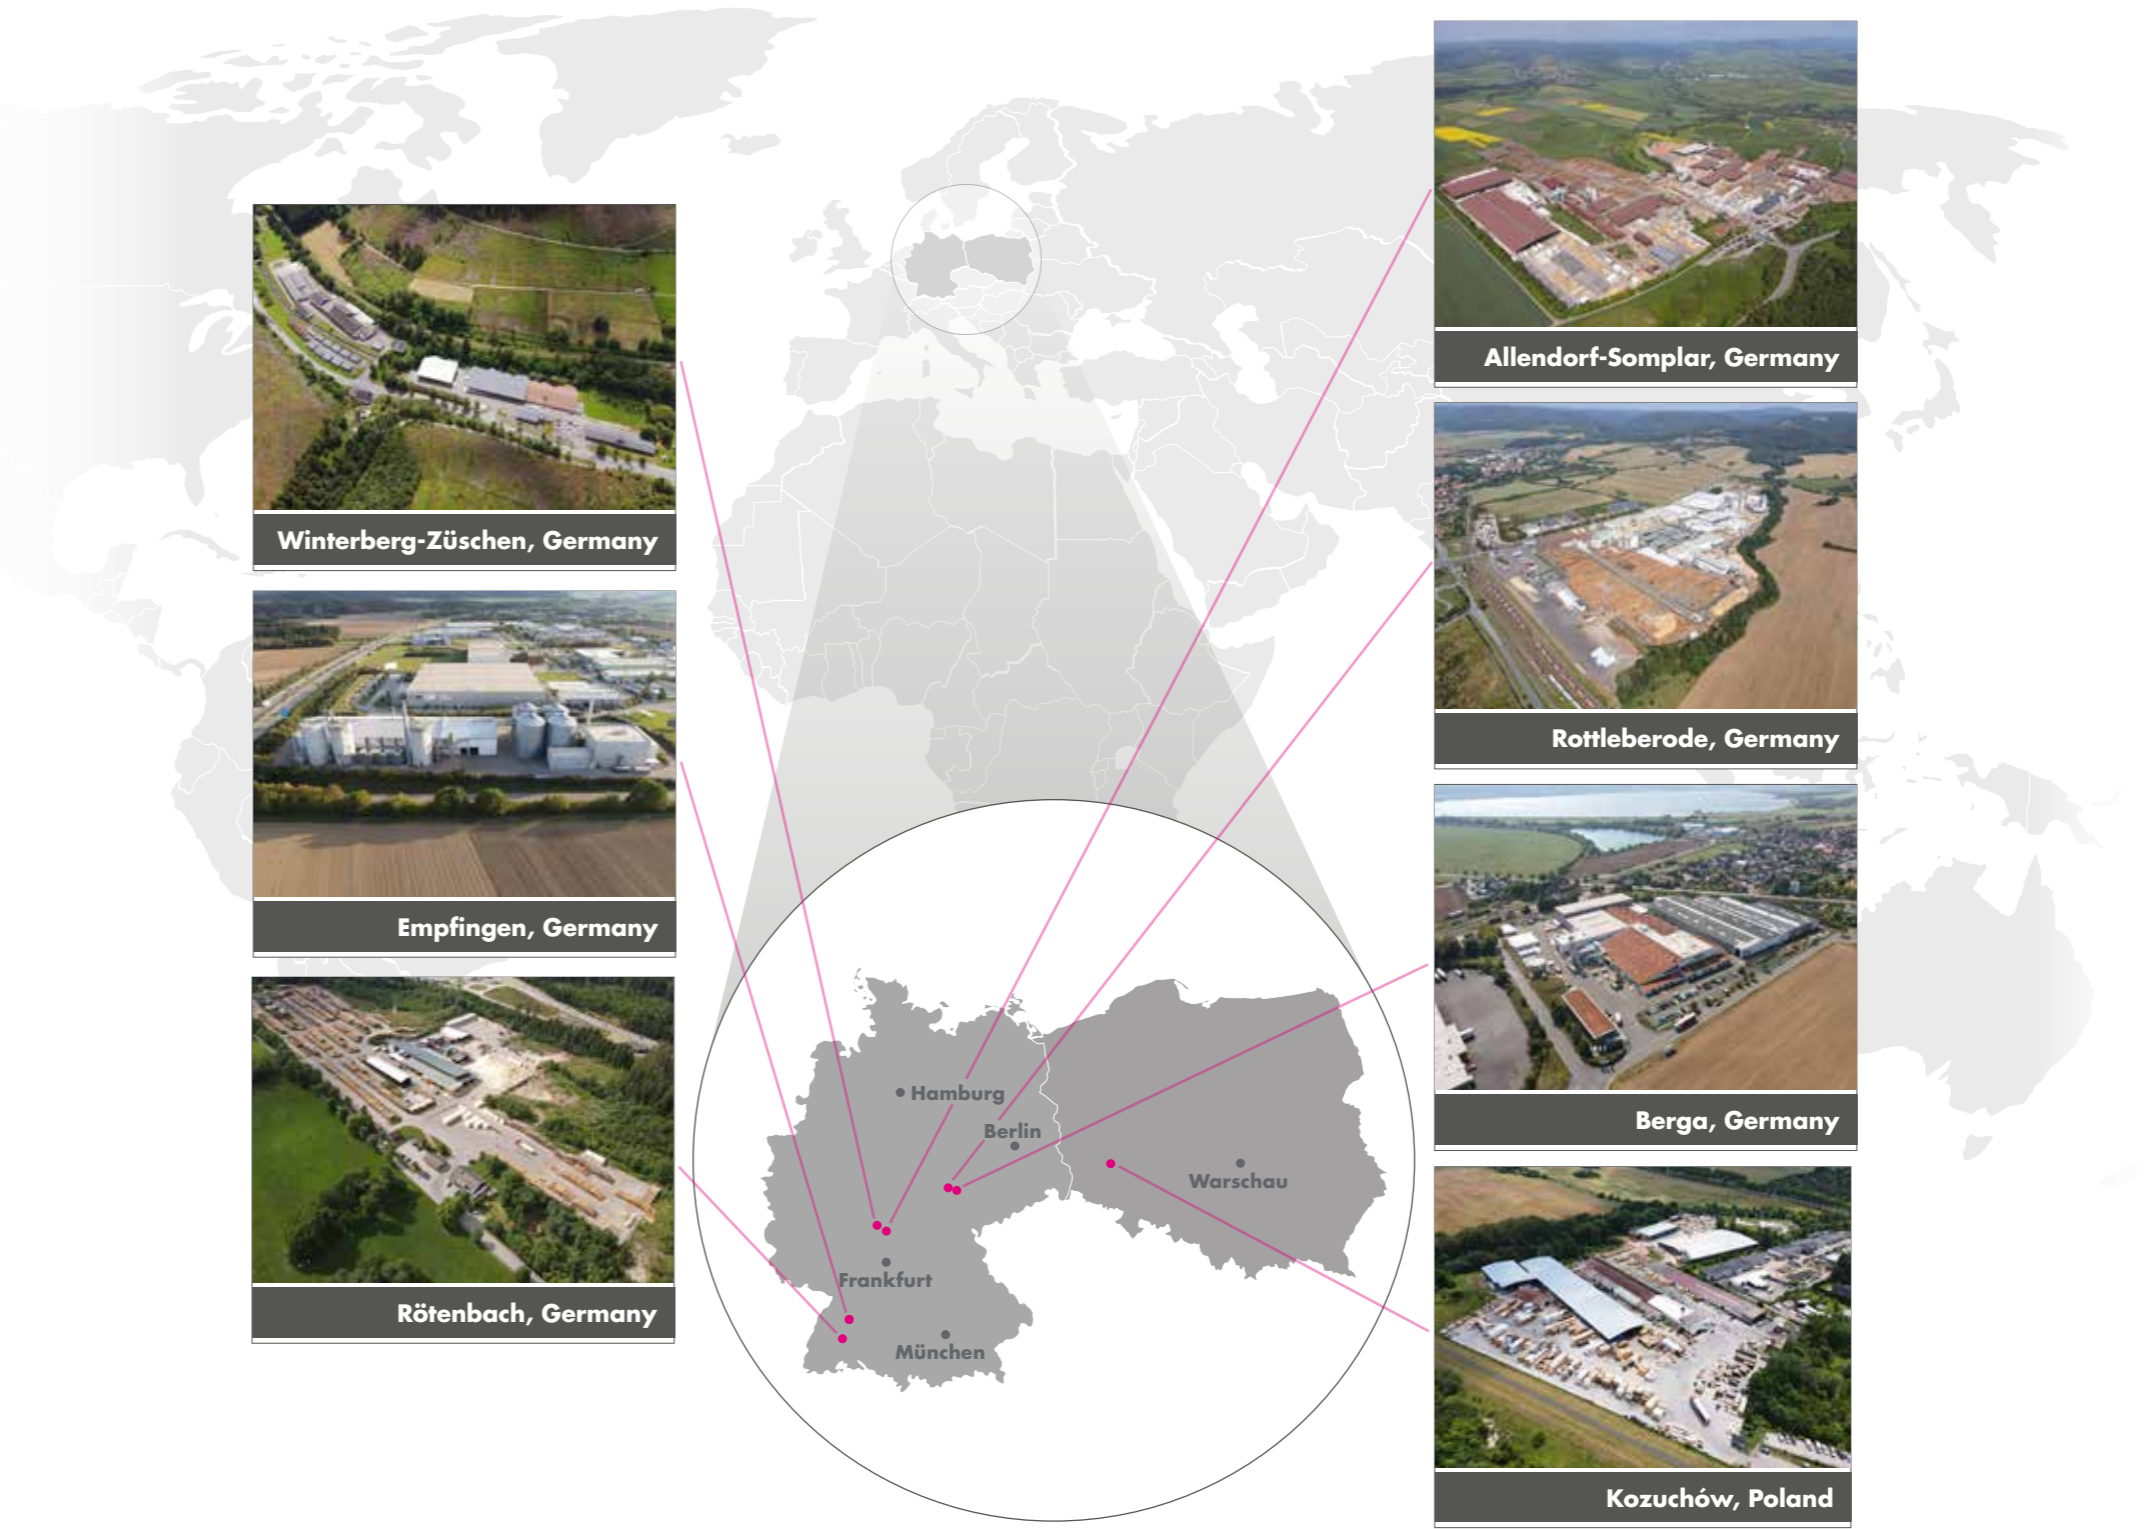 Winterberg-Züschen, Germany
Empfingen, Germany
Rötenbach, Germany
Allendorf-Somplar, Germany
Rottleberode, Germany
Berga, Germany
Kozuchów, Poland
Hamburg
Berlin
Warschau
Frankfurt
München